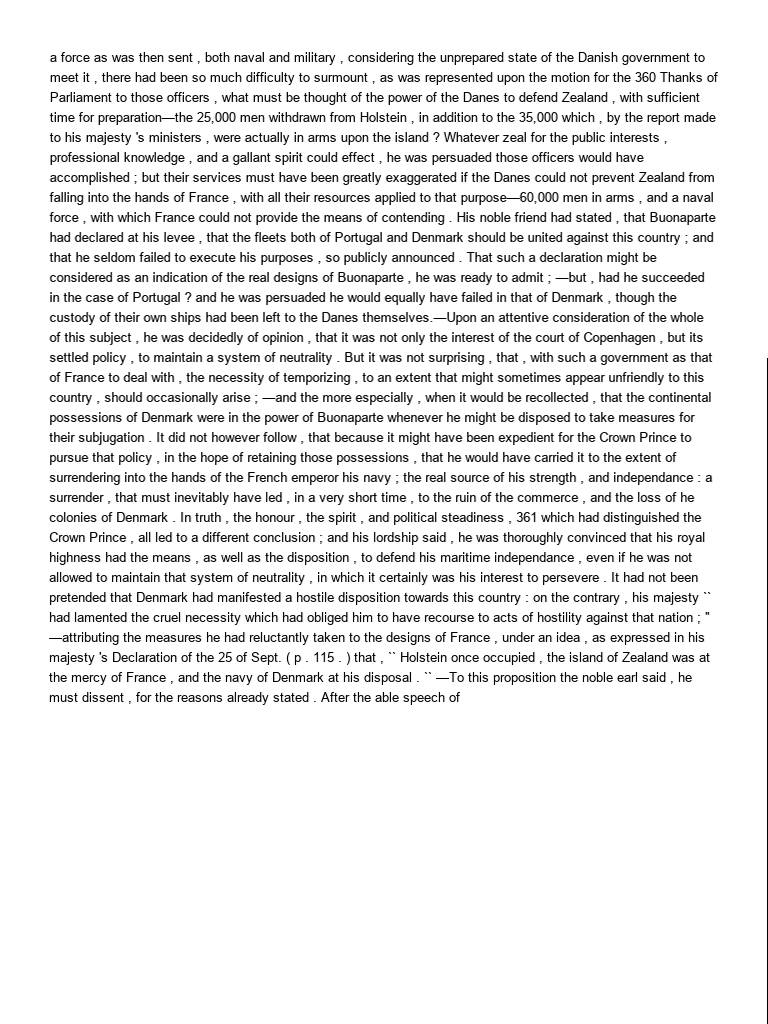 a force as was then sent , both naval and military , considering the unprepared state of the Danish government to
meet it , there had been so much difficulty to surmount , as was represented upon the motion for the 360 Thanks of
Parliament to those officers , what must be thought of the power of the Danes to defend Zealand , with sufficient
time for preparation—the 25,000 men withdrawn from Holstein , in addition to the 35,000 which , by the report made
to his majesty 's ministers , were actually in arms upon the island ? Whatever zeal for the public interests ,
professional knowledge , and a gallant spirit could effect , he was persuaded those officers would have
accomplished ; but their services must have been greatly exaggerated if the Danes could not prevent Zealand from
falling into the hands of France , with all their resources applied to that purpose—60,000 men in arms , and a naval
force , with which France could not provide the means of contending . His noble friend had stated , that Buonaparte
had declared at his levee , that the fleets both of Portugal and Denmark should be united against this country ; and
that he seldom failed to execute his purposes , so publicly announced . That such a declaration might be
considered as an indication of the real designs of Buonaparte , he was ready to admit ; —but , had he succeeded
in the case of Portugal ? and he was persuaded he would equally have failed in that of Denmark , though the
custody of their own ships had been left to the Danes themselves.—Upon an attentive consideration of the whole
of this subject , he was decidedly of opinion , that it was not only the interest of the court of Copenhagen , but its
settled policy , to maintain a system of neutrality . But it was not surprising , that , with such a government as that
of France to deal with , the necessity of temporizing , to an extent that might sometimes appear unfriendly to this
country , should occasionally arise ; —and the more especially , when it would be recollected , that the continental
possessions of Denmark were in the power of Buonaparte whenever he might be disposed to take measures for
their subjugation . It did not however follow , that because it might have been expedient for the Crown Prince to
pursue that policy , in the hope of retaining those possessions , that he would have carried it to the extent of
surrendering into the hands of the French emperor his navy ; the real source of his strength , and independance : a
surrender , that must inevitably have led , in a very short time , to the ruin of the commerce , and the loss of he
colonies of Denmark . In truth , the honour , the spirit , and political steadiness , 361 which had distinguished the
Crown Prince , all led to a different conclusion ; and his lordship said , he was thoroughly convinced that his royal
highness had the means , as well as the disposition , to defend his maritime independance , even if he was not
allowed to maintain that system of neutrality , in which it certainly was his interest to persevere . It had not been
pretended that Denmark had manifested a hostile disposition towards this country : on the contrary , his majesty ``
had lamented the cruel necessity which had obliged him to have recourse to acts of hostility against that nation ; "
—attributing the measures he had reluctantly taken to the designs of France , under an idea , as expressed in his
majesty 's Declaration of the 25 of Sept. ( p . 115 . ) that , `` Holstein once occupied , the island of Zealand was at
the mercy of France , and the navy of Denmark at his disposal . `` —To this proposition the noble earl said , he
must dissent , for the reasons already stated . After the able speech of